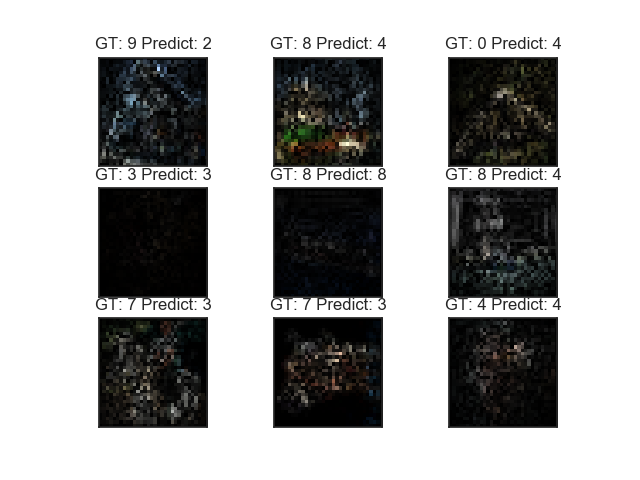 GT: 9 Predict: 2
GT: 8 Predict: 4
GT: 0 Predict: 4
GT: 3 Predict: 3
GT: 8 Predict: 8
GT: 8 Predict: 4
GT: 7 Predict: 3
GT: 7 Predict: 3
GT: 4 Predict: 4